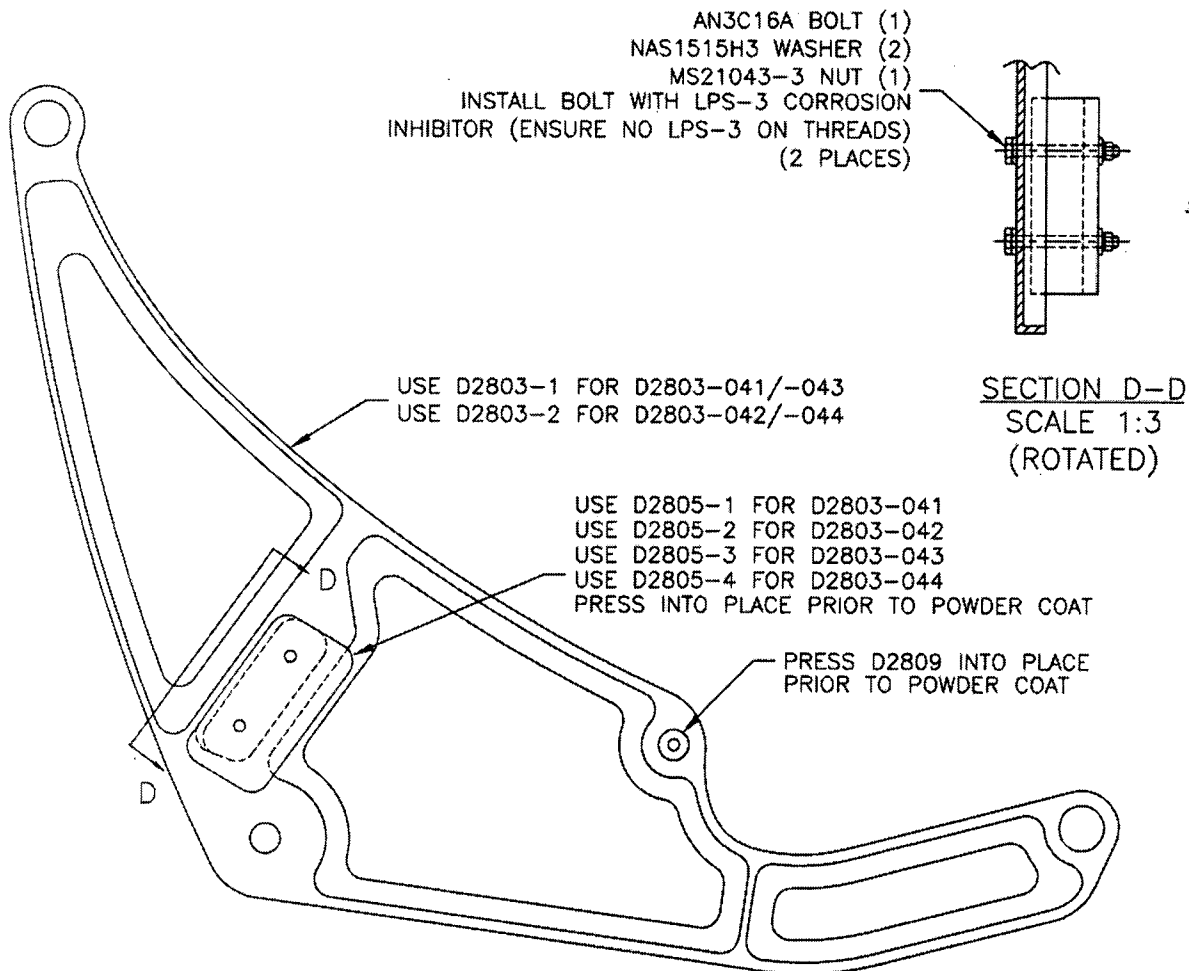 AN3C16A BOLT (1)
NAS1515H3 WASHER (2)
MS21043-3 NUT (1)
INSTALL BOLT WITH LPS-3 CORROSION
INHIBITOR (ENSURE NO LPS-3 ON THREADS)
(2 PLACES)
SECTION D-D
SCALE 1:3
(ROTATED)
USE D2803-1 FOR D2803-041/-043
USE D2803-2 FOR D2803-042/-044
USE D2805-1 FOR D2803-041
USE D2805-2 FOR D2803-042
USE D2805-3 FOR D2803-043
USE D2805-4 FOR D2803-044
PRESS INTO PLACE PRIOR TO POWDER COAT
D
PRESS D2809 INTO PLACE
PRIOR TO POWDER COAT
D